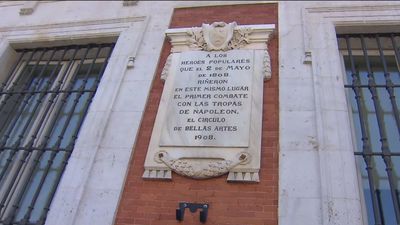 A LOS
HEROES POPULARES
QUE EL 2 DE MAYO
DE 1808.
RIÑERON
EN ESTE MISMO LUGAR
EL PRIMER COMBATE
CON LAS TROPAS
DE NAPOLEON,
EL CIRCULO
DE BELLAS ARTES
1908.